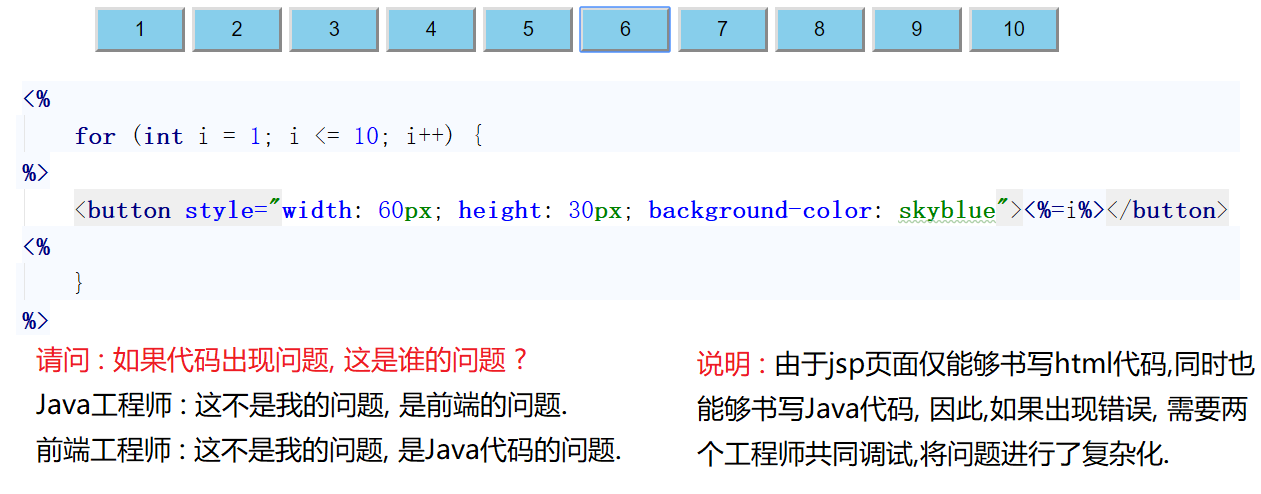 1 2 3 4 5 6 7 8 9 10
<%
for (int i = 1; i <= 10; i++) {
%>
<button style="width: 60px; height: 30px; background-color: skyblue"><%=i%></button>
<%
}
%>
请问 : 如果代码出现问题, 这是谁的问题 ?
Java工程师 : 这不是我的问题, 是前端的问题.
前端工程师 : 这不是我的问题, 是Java代码的问题.
说明 : 由于jsp页面仅能够书写html代码,同时也
能够书写Java代码, 因此,如果出现错误, 需要两
个工程师共同调试,将问题进行了复杂化.